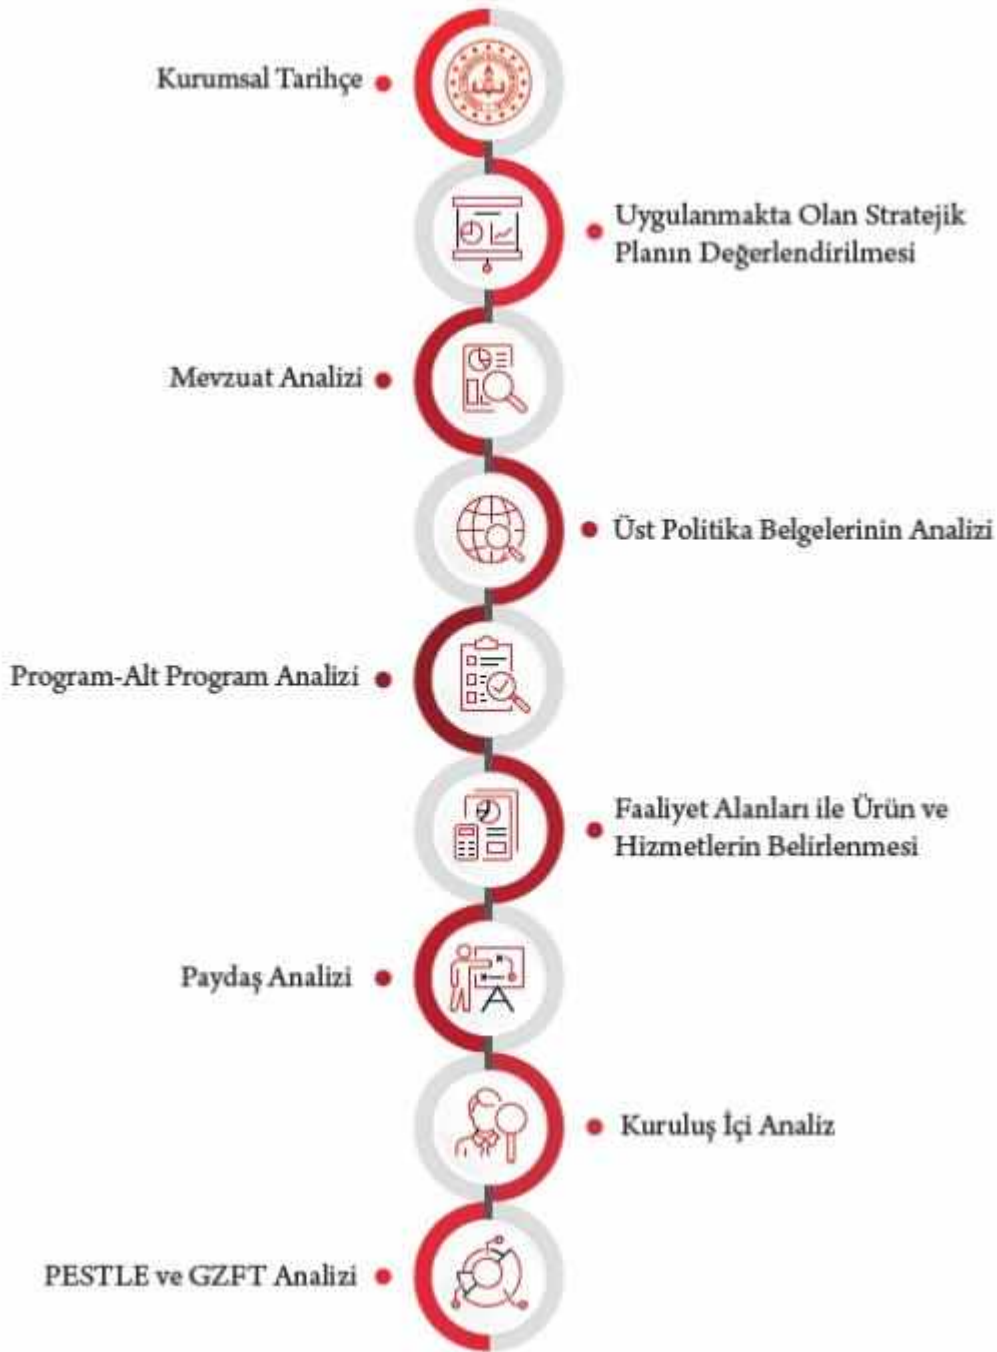 Kurumsal Tarihçe
Uygulanmakta Olan Stratejik
Planın Değerlendirilmesi
Mevzuat Analizi
Üst Politika Belgelerinin Analizi
Program-Alt Program Analizi
Faaliyet Alanları ile Ürün ve
Hizmetlerin Belirlenmesi
Paydaş Analizi
Kuruluş İçi Analiz
PESTLE ve GZFT Analizi